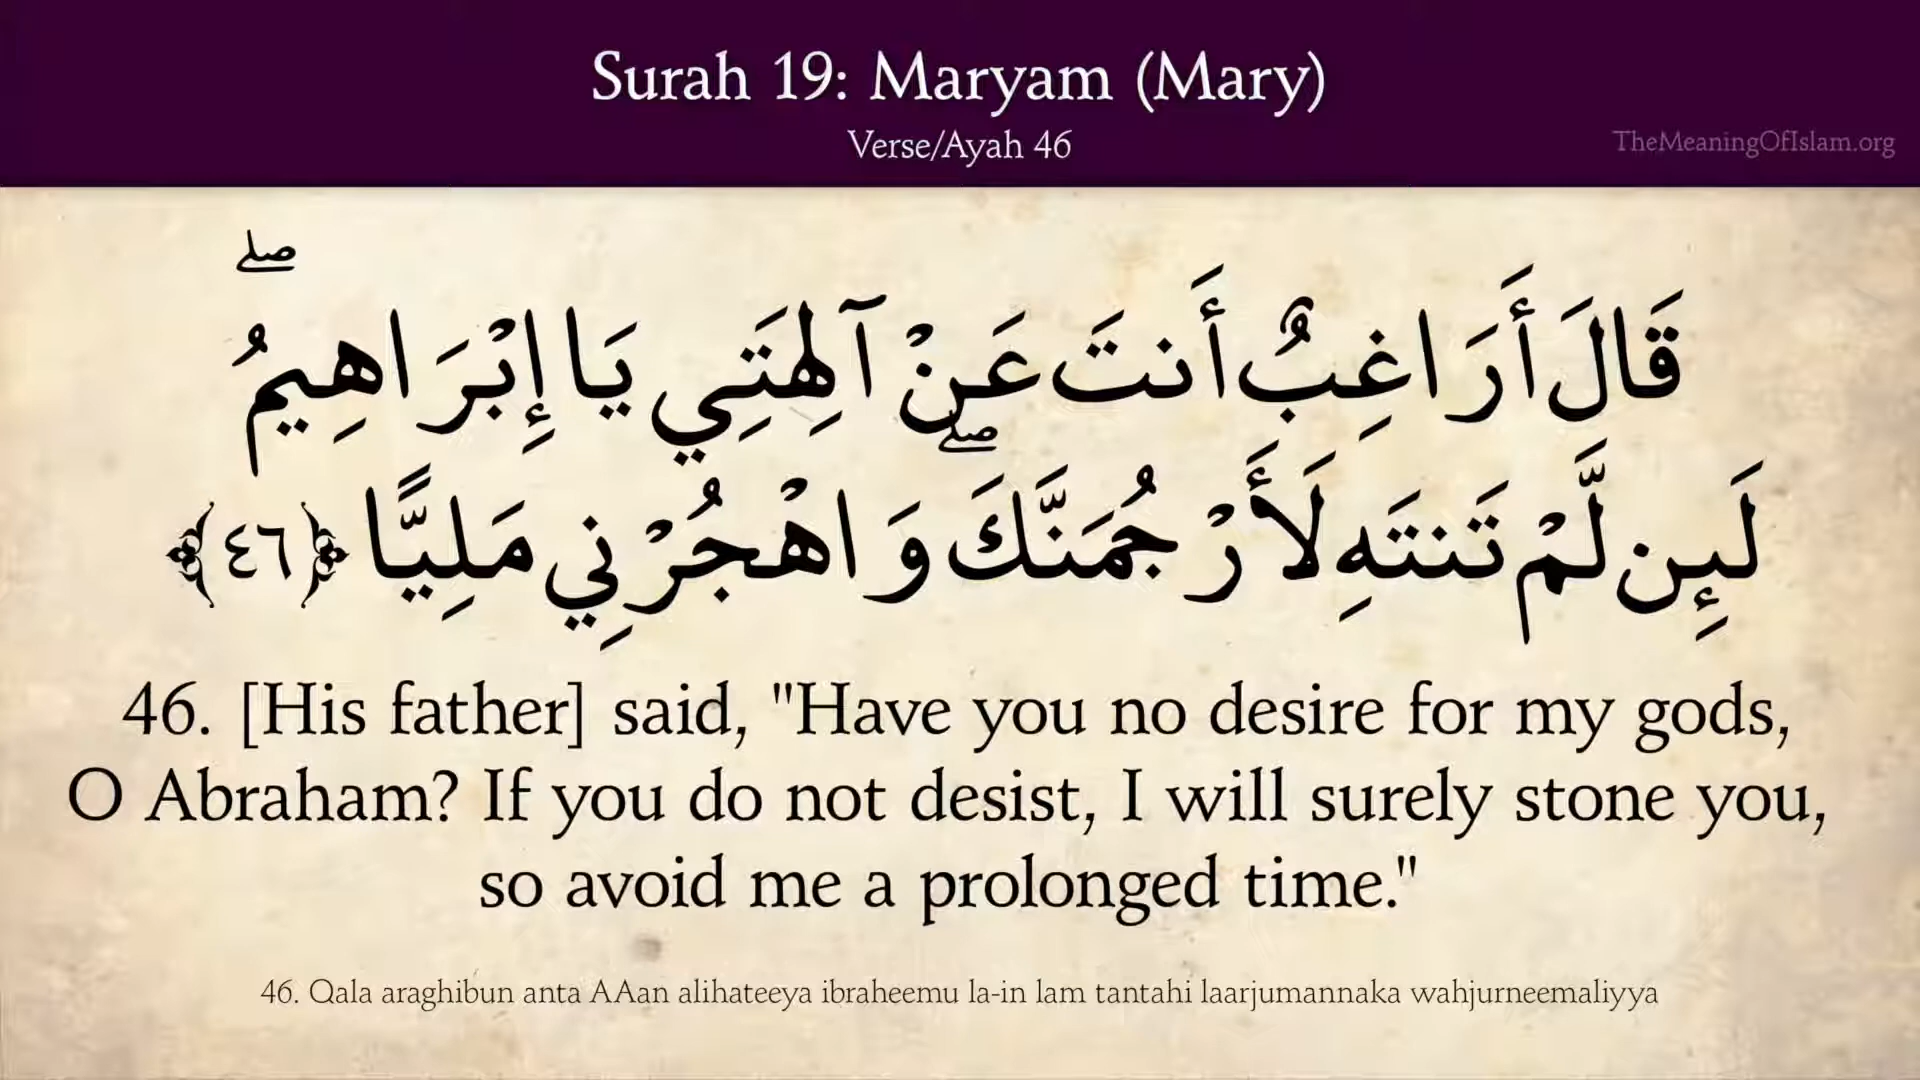 Surah 19: Maryam (Mary)
Verse/Ayah 46
TheMeaningOfIslam.org
قَالَ أَرَاغِبٌ أَنتَ عَنْ آلِهَتِي يَا إِبْرَاهِيمُ ۖ
لَئِن لَّمْ تَنتَهِ لَأَرْجُمَنَّكَ ۖ وَاهْجُرْنِي مَلِيًّا ﴿٤٦﴾
46. [His father] said, "Have you no desire for my gods,
O Abraham? If you do not desist, I will surely stone you,
so avoid me a prolonged time."
46. Qala araghibun anta AAan alihateeya ibraheemu la-in lam tantahi laarjumannaka wahjurneemaliyya